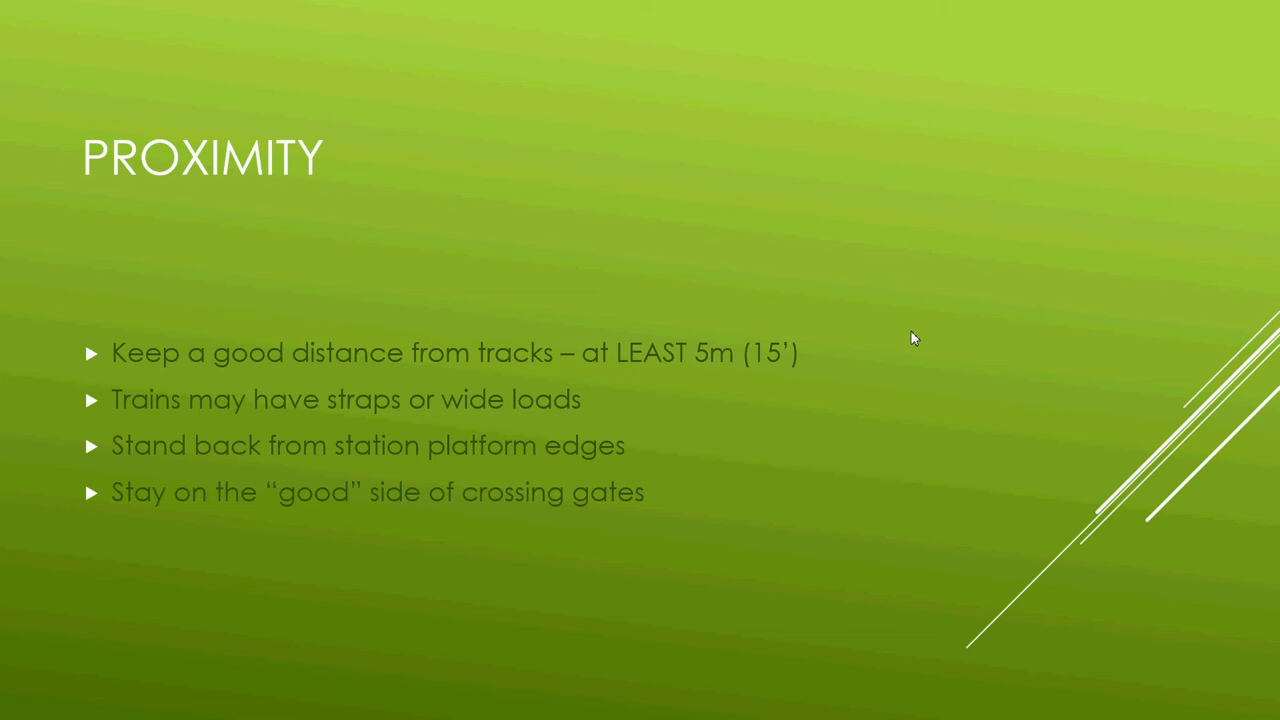 PROXIMITY
Keep a good distance from tracks – at LEAST 5m (15’)
Trains may have straps or wide loads
Stand back from station platform edges
Stay on the “good” side of crossing gates